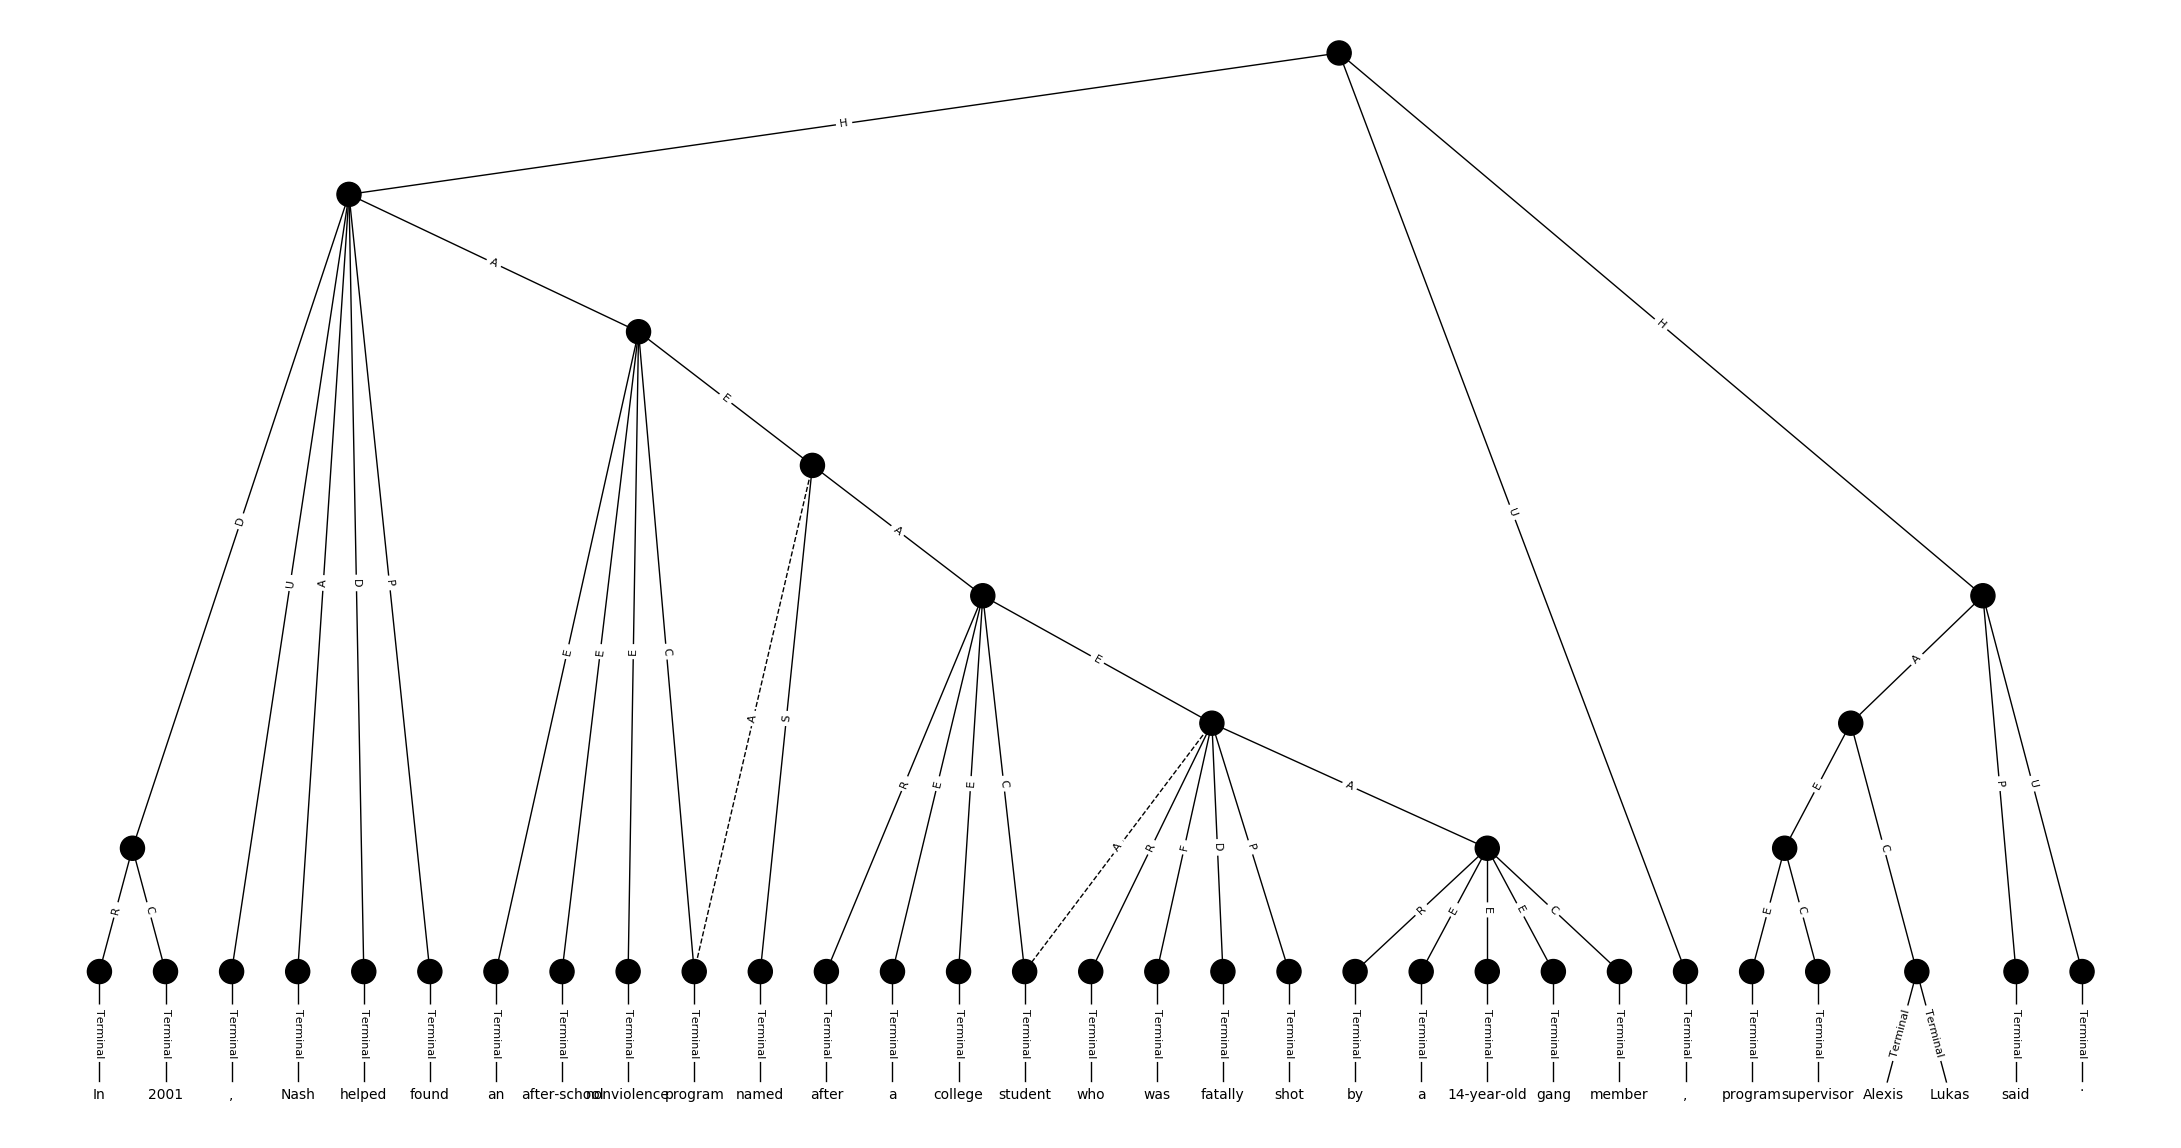 H
A
H
E
D
A
U
U A D P
E E E C
E
A
A S
R E E C
A
P U
A R F D P
E
C
R C
R E E E C
E C
Terminal Terminal Terminal Terminal Terminal Terminal Terminal Terminal Terminal Terminal Terminal Terminal Terminal Terminal Terminal Terminal Terminal Terminal Terminal Terminal Terminal Terminal Terminal Terminal Terminal Terminal Terminal Terminal Terminal Terminal Terminal
In 2001 , Nash helped found an after-school nonviolence program named after a college student who was fatally shot by a 14-year-old gang member , program supervisor Alexis Lukas said .